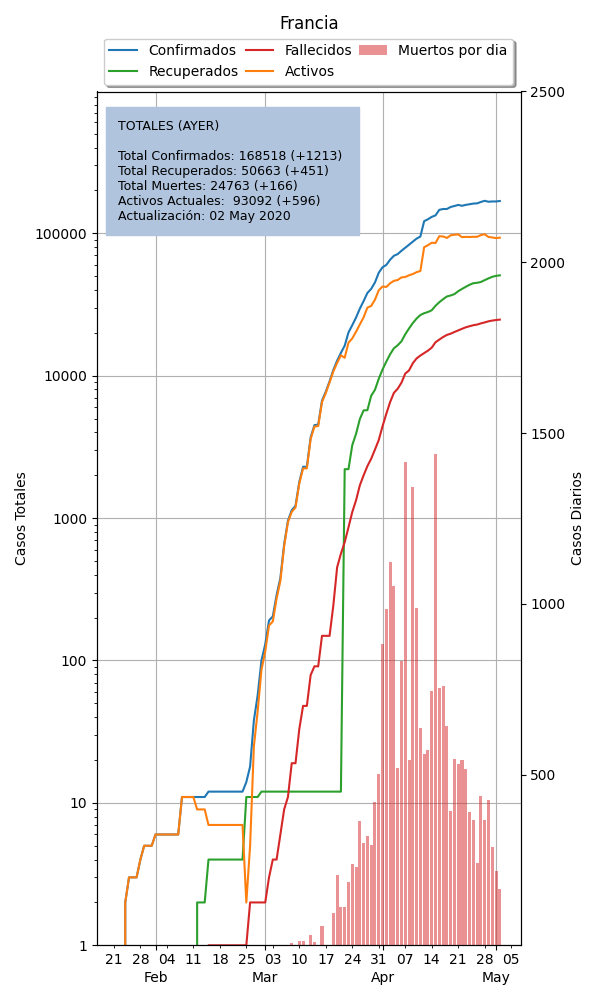 Francia
Confirmados Fallecidos Muertos por dia
Recuperados Activos
TOTALES (AYER)
Total Confirmados: 168518 (+1213)
Total Recuperados: 50663 (+451)
Total Muertes: 24763 (+166)
Activos Actuales:  93092 (+596)
Actualización: 02 May 2020
Casos Totales
100000
10000
1000
100
10
1
2500
2000
1500
1000
500
Casos Diarios
21 28 04 11 18 25 03 10 17 24 31 07 14 21 28 05
Feb Mar Apr May